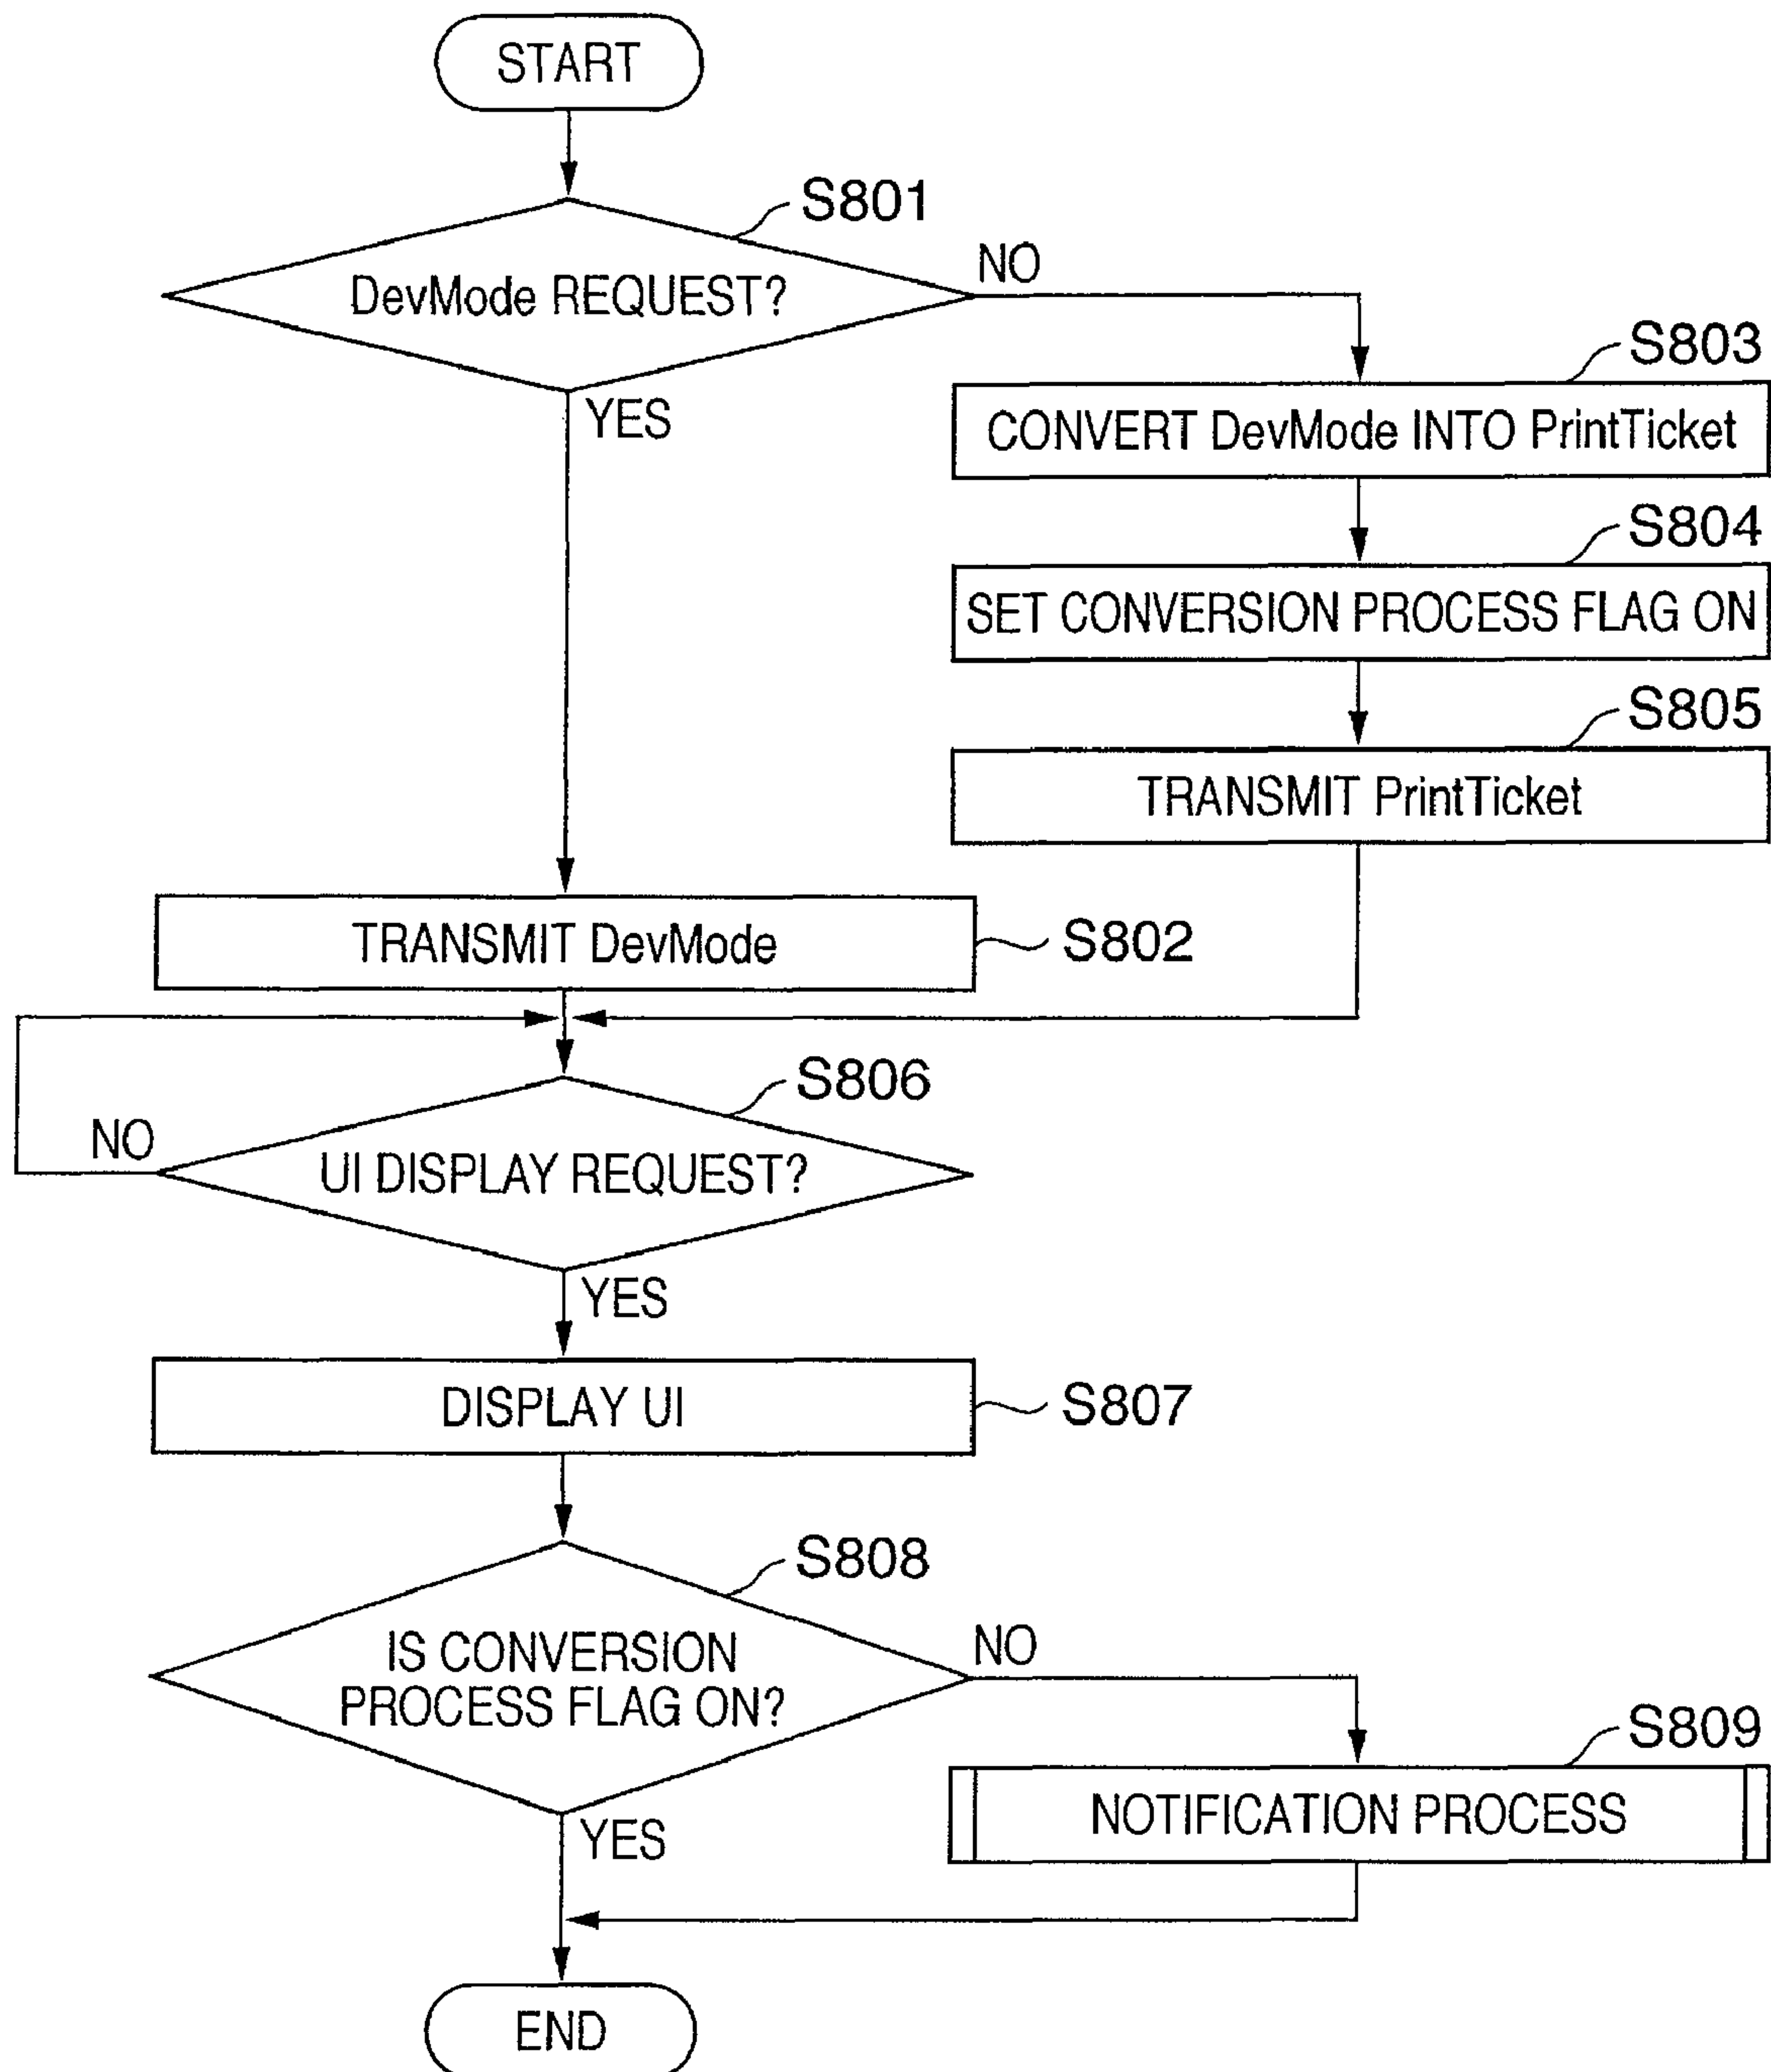 START
S801
DevMode REQUEST?
NO
YES
S803
CONVERT DevMode INTO PrintTicket
S804
SET CONVERSION PROCESS FLAG ON
S805
TRANSMIT PrintTicket
TRANSMIT DevMode
S802
S806
UI DISPLAY REQUEST?
NO
YES
DISPLAY UI
S807
S808
IS CONVERSION
PROCESS FLAG ON?
NO
YES
S809
NOTIFICATION PROCESS
END